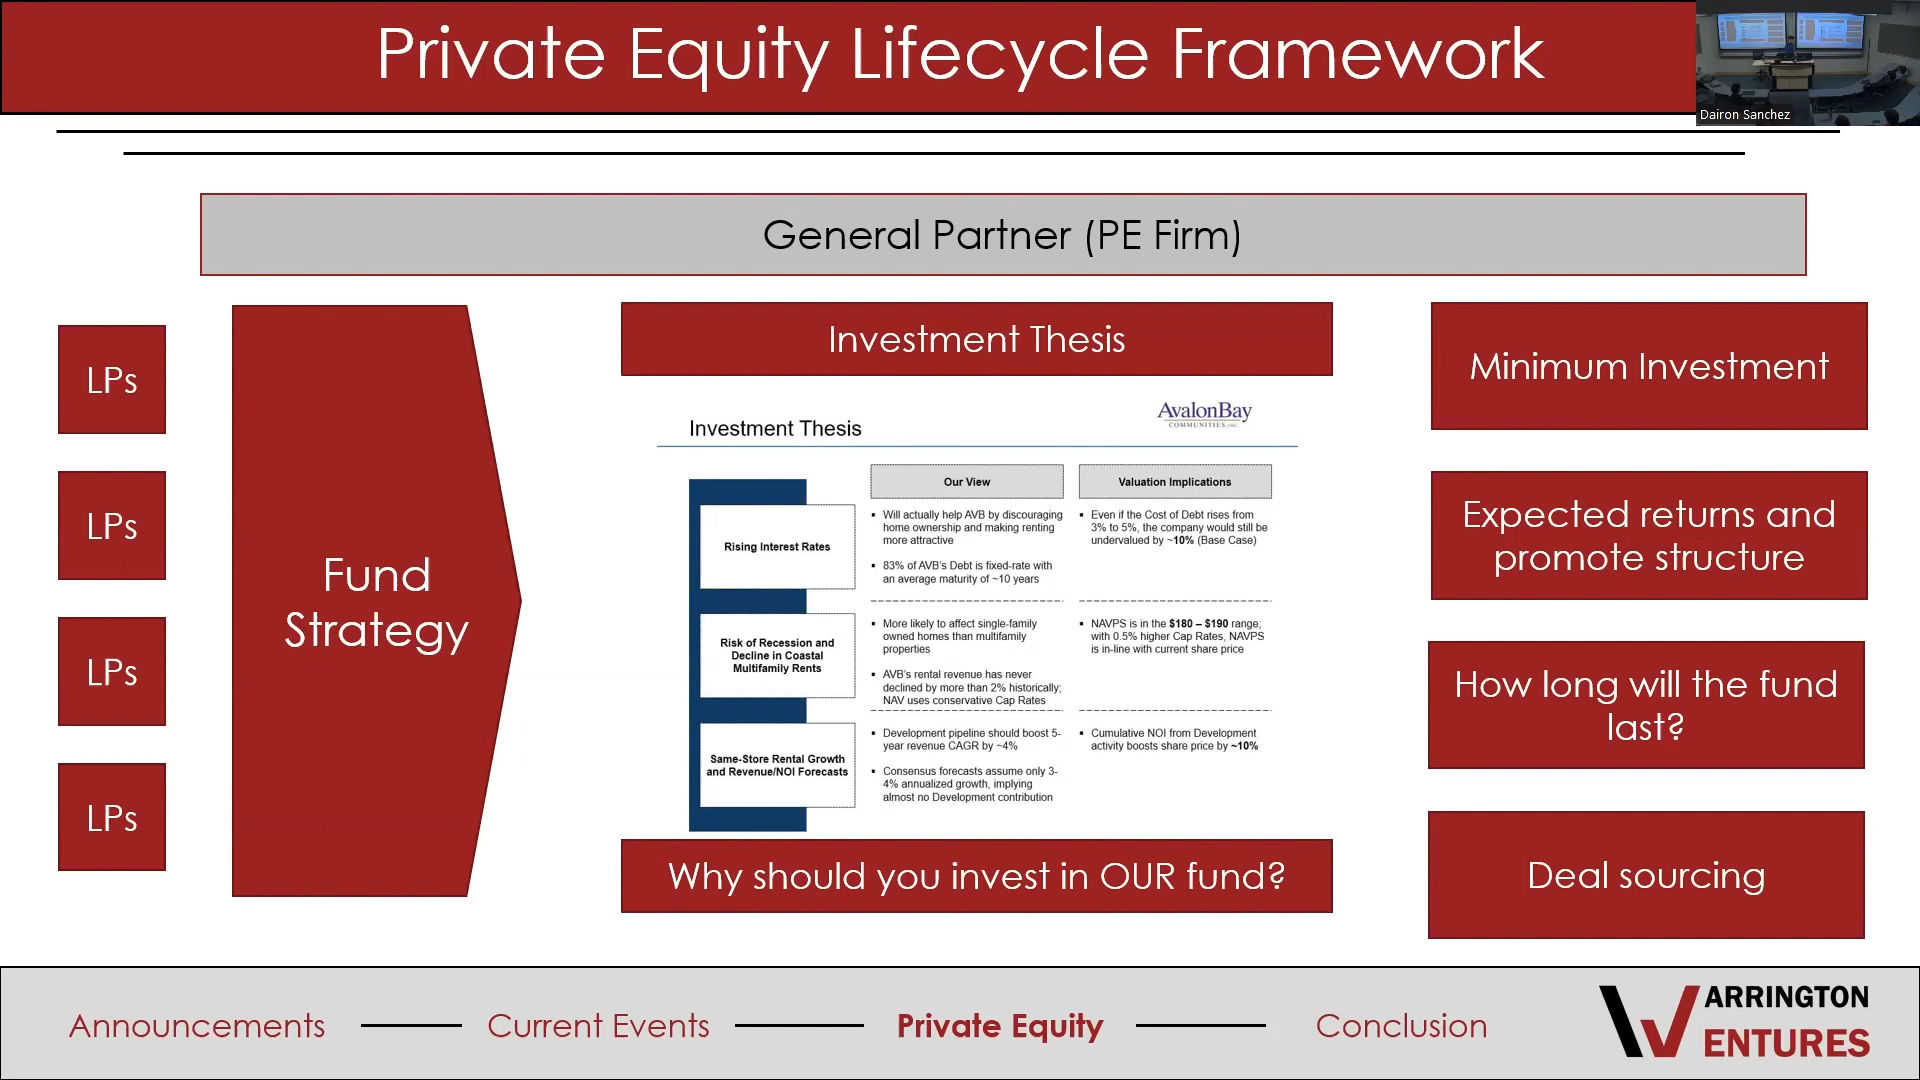 Private Equity Lifecycle Framework
Dairon Sanchez
General Partner (PE Firm)
LPs
LPs
LPs
LPs
Fund
Strategy
Investment Thesis
Investment Thesis
AvalonBay
COMMUNITIES, INC.
Our View
Valuation Implications
Rising Interest Rates
▪ Will actually help AVB by discouraging
home ownership and making renting
more attractive
▪ 83% of AVB's Debt is fixed-rate with
an average maturity of ~10 years
▪ Even if the Cost of Debt rises from
3% to 5%, the company would still be
undervalued by ~10% (Base Case)
Risk of Recession and
Decline in Coastal
Multifamily Rents
▪ More likely to affect single-family
owned homes than multifamily
properties
▪ AVB's rental revenue has never
declined by more than 2% historically;
NAV uses conservative Cap Rates
▪ NAVPS is in the $180 – $190 range;
with 0.5% higher Cap Rates, NAVPS
is in-line with current share price
Same-Store Rental Growth
and Revenue/NOI Forecasts
▪ Development pipeline should boost 5-
year revenue CAGR by ~4%
▪ Consensus forecasts assume only 3-
4% annualized growth, implying
almost no Development contribution
▪ Cumulative NOI from Development
activity boosts share price by ~10%
Why should you invest in OUR fund?
Minimum Investment
Expected returns and
promote structure
How long will the fund
last?
Deal sourcing
Announcements
Current Events
Private Equity
Conclusion
WARRINGTON
VENTURES